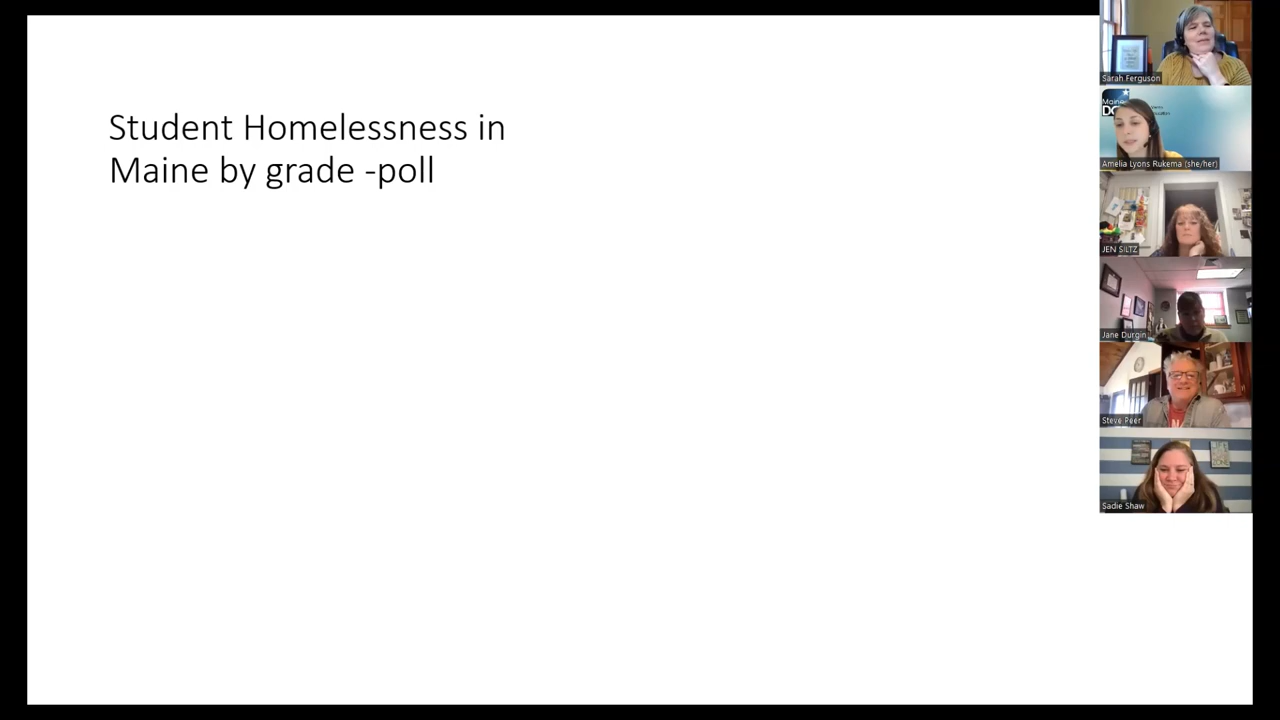 Student Homelessness in
Maine by grade -poll
Sarah Ferguson
Maine
Amelia Lyons Rukema (she/her)
JEN SILTZ
Jane Durgin
Steve Peer
Sadie Shaw